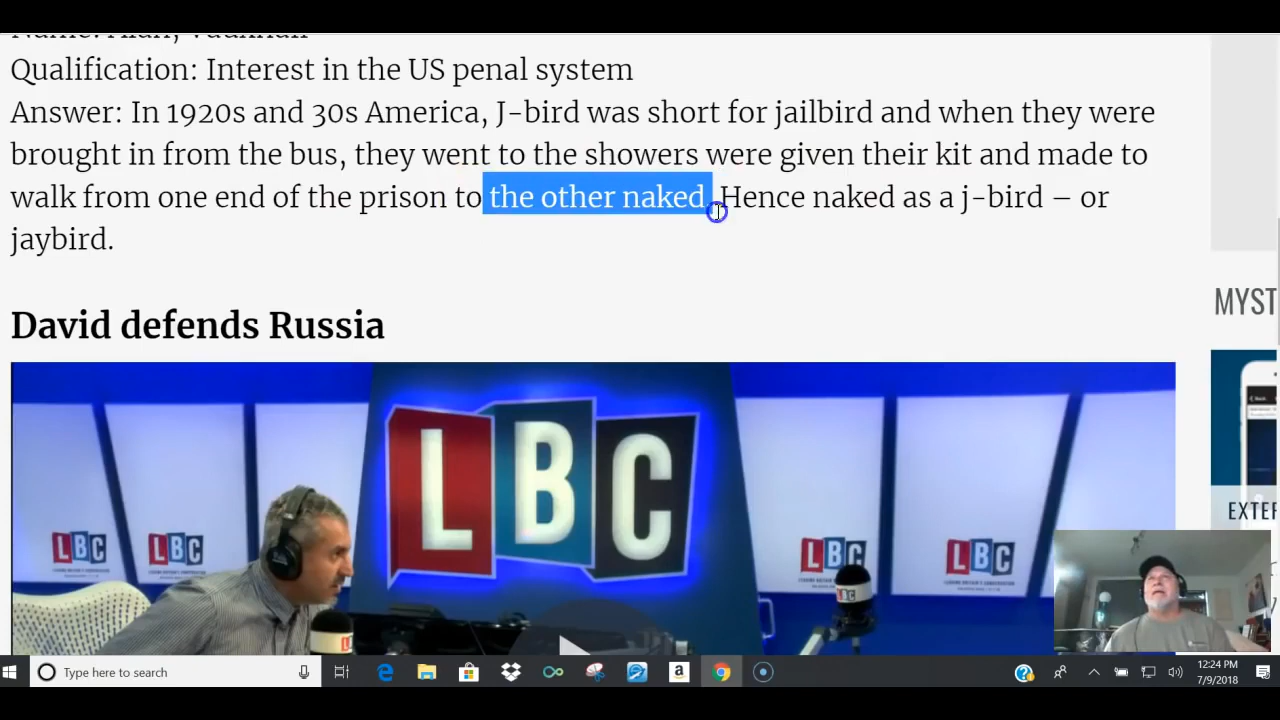 Qualification: Interest in the US penal system
Answer: In 1920s and 30s America, J-bird was short for jailbird and when they were
brought in from the bus, they went to the showers were given their kit and made to
walk from one end of the prison to the other naked. Hence naked as a j-bird – or
jaybird.
MYST
David defends Russia
LBC
LBC
LBC
LBC
LBC
LBC
LBC
EXTER
Type here to search
12:24 PM
7/9/2018